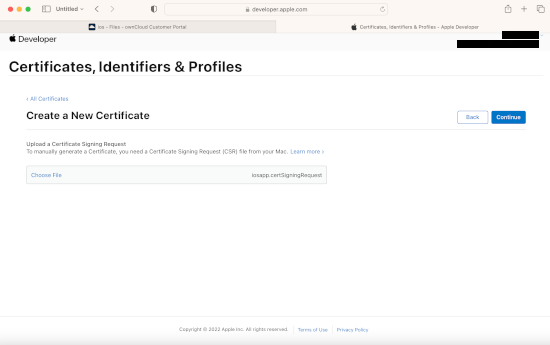 Untitled
developer.apple.com
ios - Files - ownCloud Customer Portal
Certificates, Identifiers & Profiles - Apple Developer
Developer
Certificates, Identifiers & Profiles
‹ All Certificates
Create a New Certificate
Back
Continue
Upload a Certificate Signing Request
To manually generate a Certificate, you need a Certificate Signing Request (CSR) file from your Mac. Learn more ›
Choose File
iosapp.certSigningRequest
Copyright © 2022 Apple Inc. All rights reserved. | Terms of Use | Privacy Policy